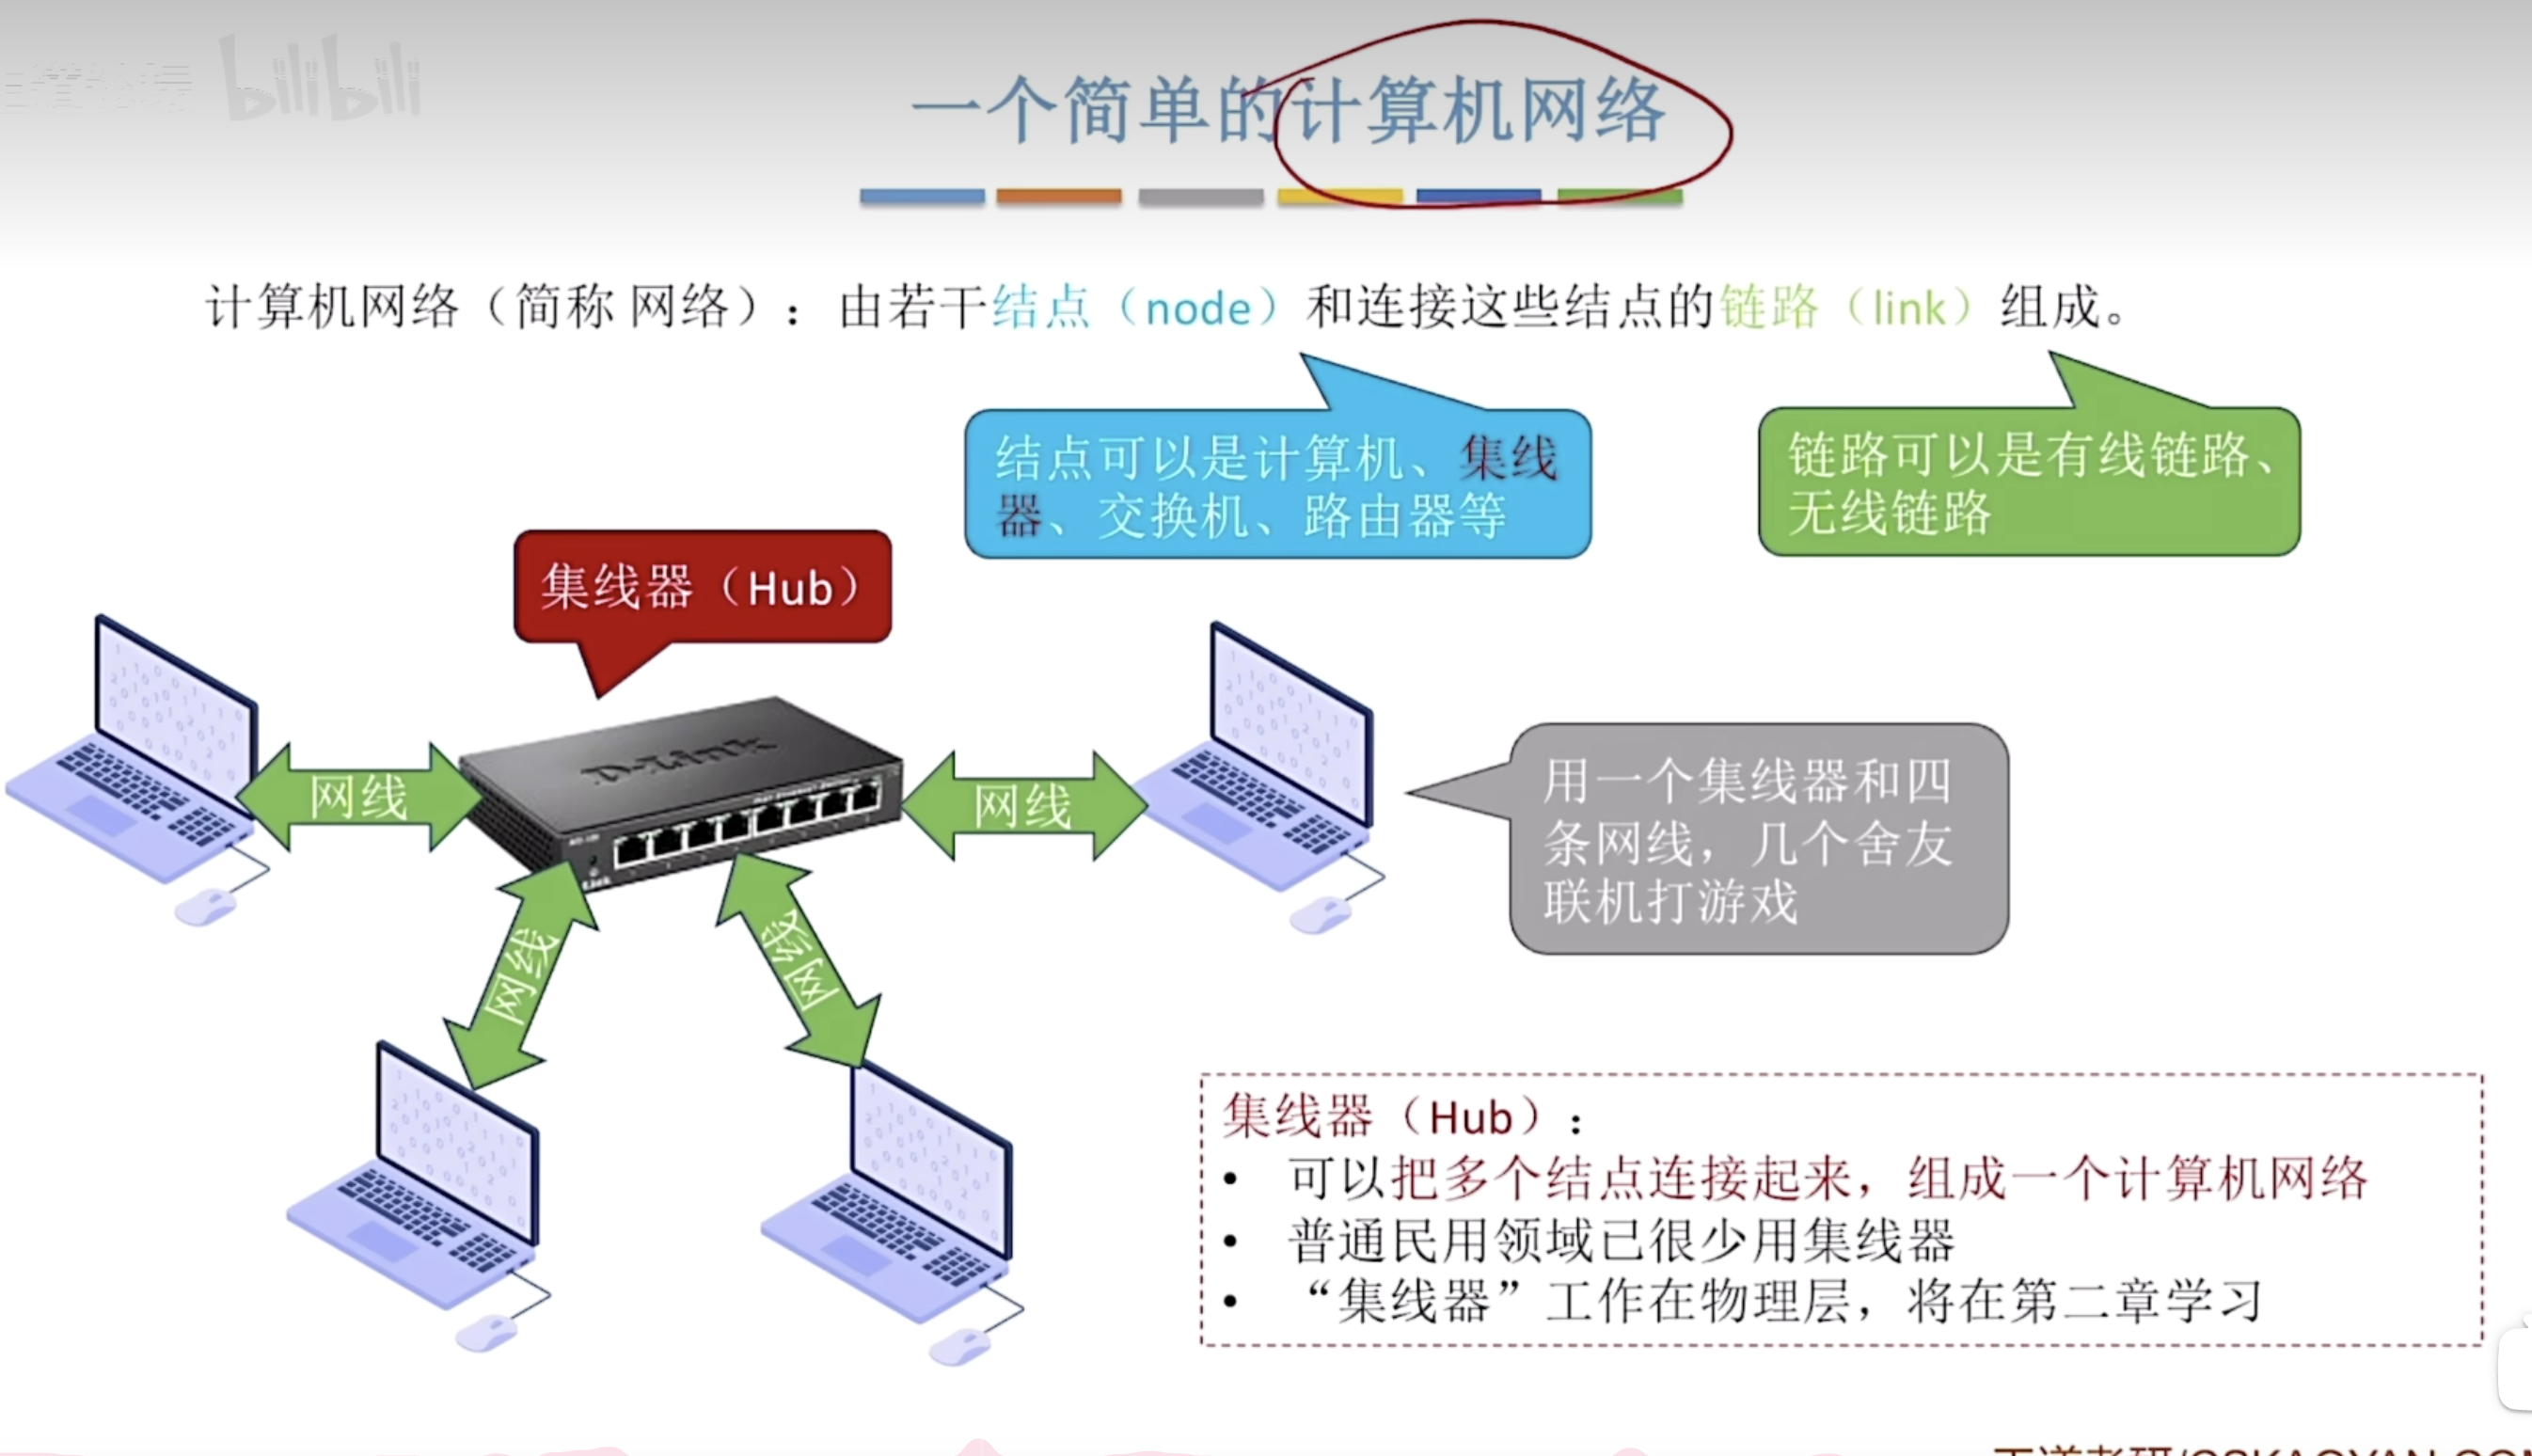 bilibili
一个简单的计算机网络
计算机网络（简称 网络）：由若干结点（node）和连接这些结点的链路（link）组成。
结点可以是计算机、集线
器、交换机、路由器等
链路可以是有线链路、
无线链路
集线器（Hub）
D-Link
网线
网线
网线
网线
用一个集线器和四
条网线，几个舍友
联机打游戏
集线器（Hub）：
• 可以把多个结点连接起来，组成一个计算机网络
• 普通民用领域已很少用集线器
• “集线器”工作在物理层，将在第二章学习